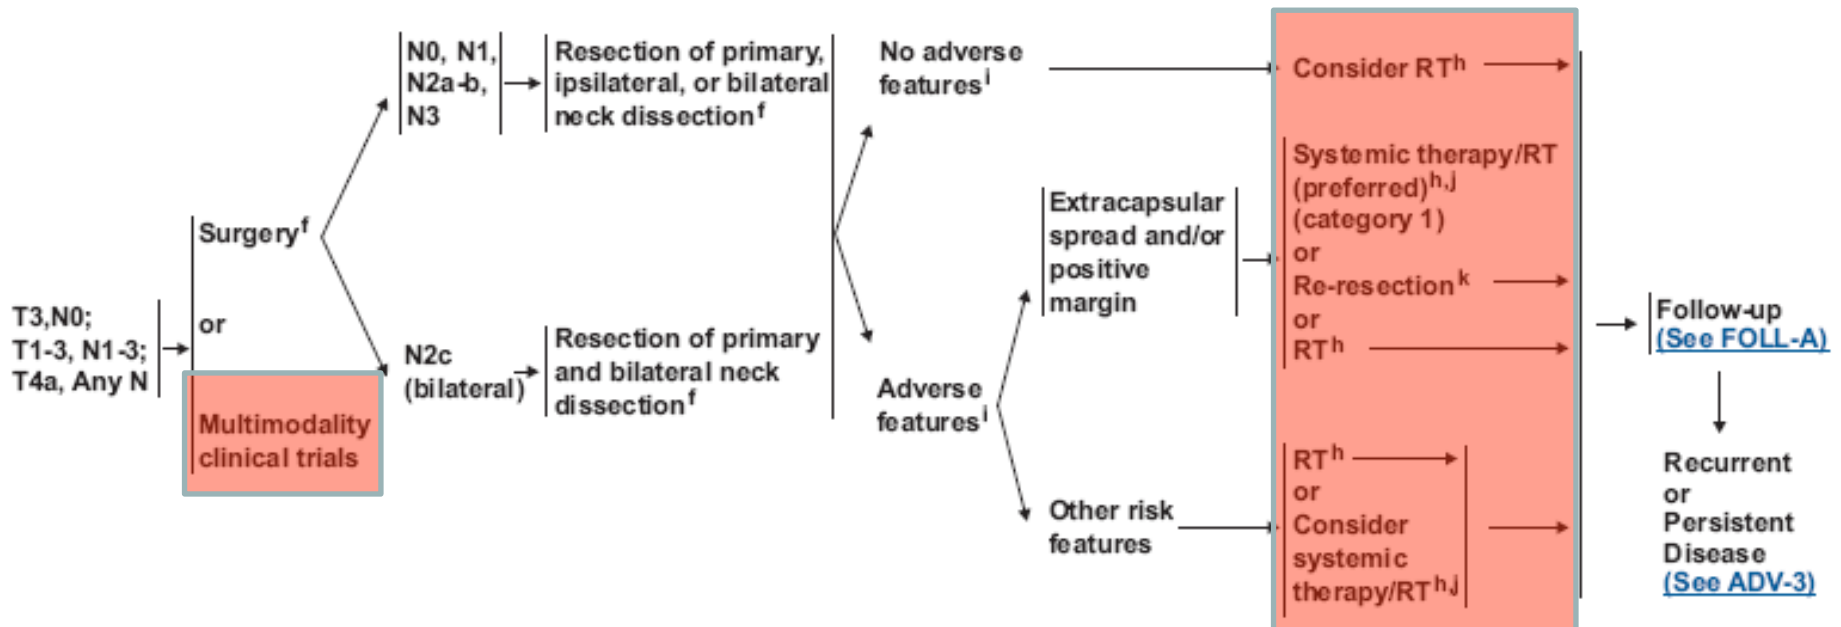 T3,N0;
T1-3, N1-3;
T4a, Any N
Surgeryf
or
Multimodality
clinical trials
N0, N1,
N2a-b,
N3
Resection of primary,
ipsilateral, or bilateral
neck dissectionf
N2c
(bilateral)
Resection of primary
and bilateral neck
dissectionf
No adverse
featuresi
Adverse
featuresi
Extracapsular
spread and/or
positive
margin
Other risk
features
Consider RTh
Systemic therapy/RT
(preferred)h,j
(category 1)
or
Re-resectionk
or
RTh
RTh
or
Consider
systemic
therapy/RTh,j
Follow-up
(See FOLL-A)
Recurrent
or
Persistent
Disease
(See ADV-3)